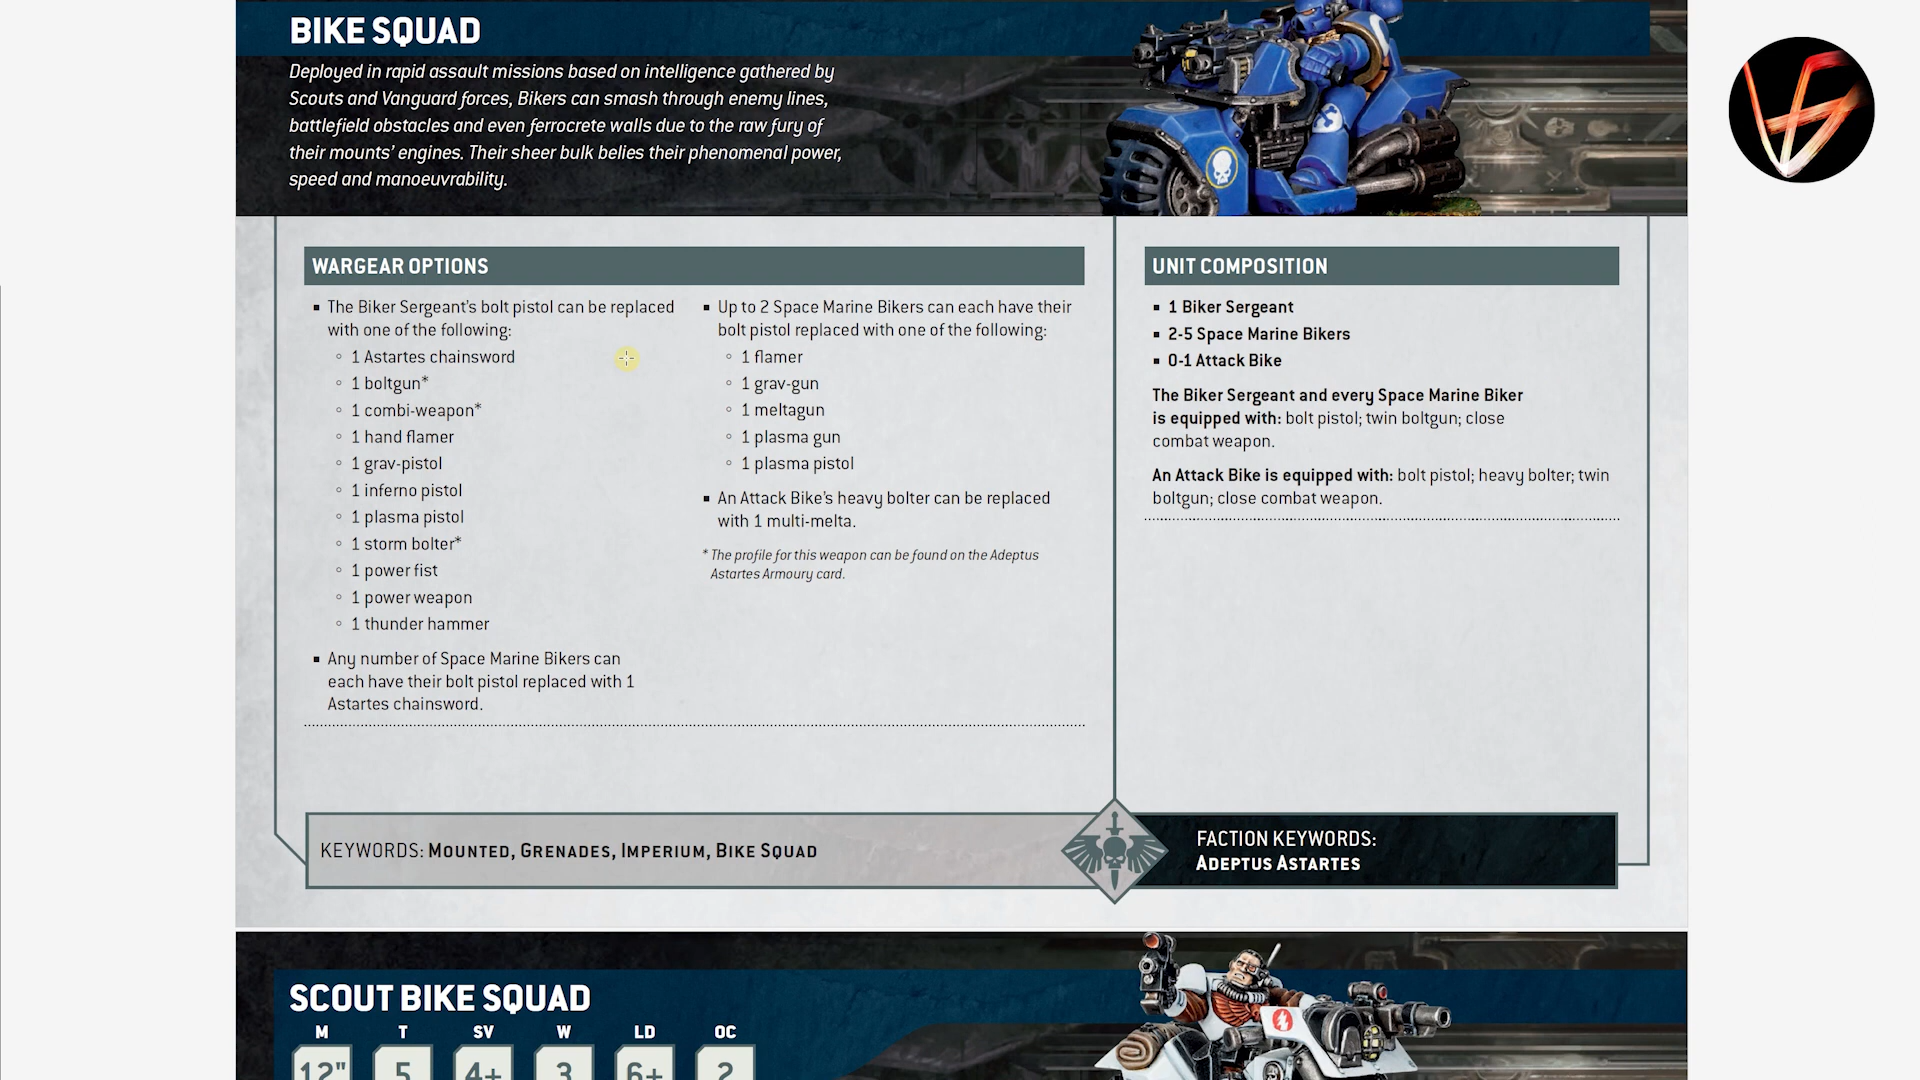 BIKE SQUAD
Deployed in rapid assault missions based on intelligence gathered by
Scouts and Vanguard forces, Bikers can smash through enemy lines,
battlefield obstacles and even ferrocrete walls due to the raw fury of
their mounts' engines. Their sheer bulk belies their phenomenal power,
speed and manoeuvrability.
WARGEAR OPTIONS
▪ The Biker Sergeant's bolt pistol can be replaced
with one of the following:
◦ 1 Astartes chainsword
◦ 1 boltgun*
◦ 1 combi-weapon*
◦ 1 hand flamer
◦ 1 grav-pistol
◦ 1 inferno pistol
◦ 1 plasma pistol
◦ 1 storm bolter*
◦ 1 power fist
◦ 1 power weapon
◦ 1 thunder hammer
▪ Any number of Space Marine Bikers can
each have their bolt pistol replaced with 1
Astartes chainsword.
▪ Up to 2 Space Marine Bikers can each have their
bolt pistol replaced with one of the following:
◦ 1 flamer
◦ 1 grav-gun
◦ 1 meltagun
◦ 1 plasma gun
◦ 1 plasma pistol
▪ An Attack Bike's heavy bolter can be replaced
with 1 multi-melta.
* The profile for this weapon can be found on the Adeptus
Astartes Armoury card.
UNIT COMPOSITION
▪ 1 Biker Sergeant
▪ 2-5 Space Marine Bikers
▪ 0-1 Attack Bike
The Biker Sergeant and every Space Marine Biker
is equipped with: bolt pistol; twin boltgun; close
combat weapon.
An Attack Bike is equipped with: bolt pistol; heavy bolter; twin
boltgun; close combat weapon.
KEYWORDS: MOUNTED, GRENADES, IMPERIUM, BIKE SQUAD
FACTION KEYWORDS:
ADEPTUS ASTARTES
SCOUT BIKE SQUAD
M T SV W LD OC
12" 5 4+ 3 6+ 2